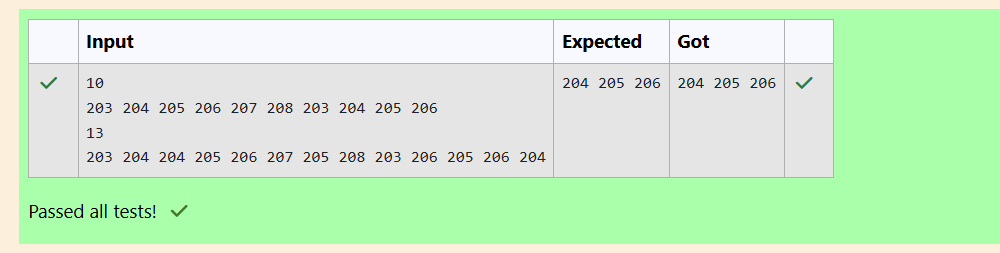 Input Expected Got
10 204 205 206 204 205 206
203 204 205 206 207 208 203 204 205 206
13
203 204 204 205 206 207 205 208 203 206 205 206 204
Passed all tests!